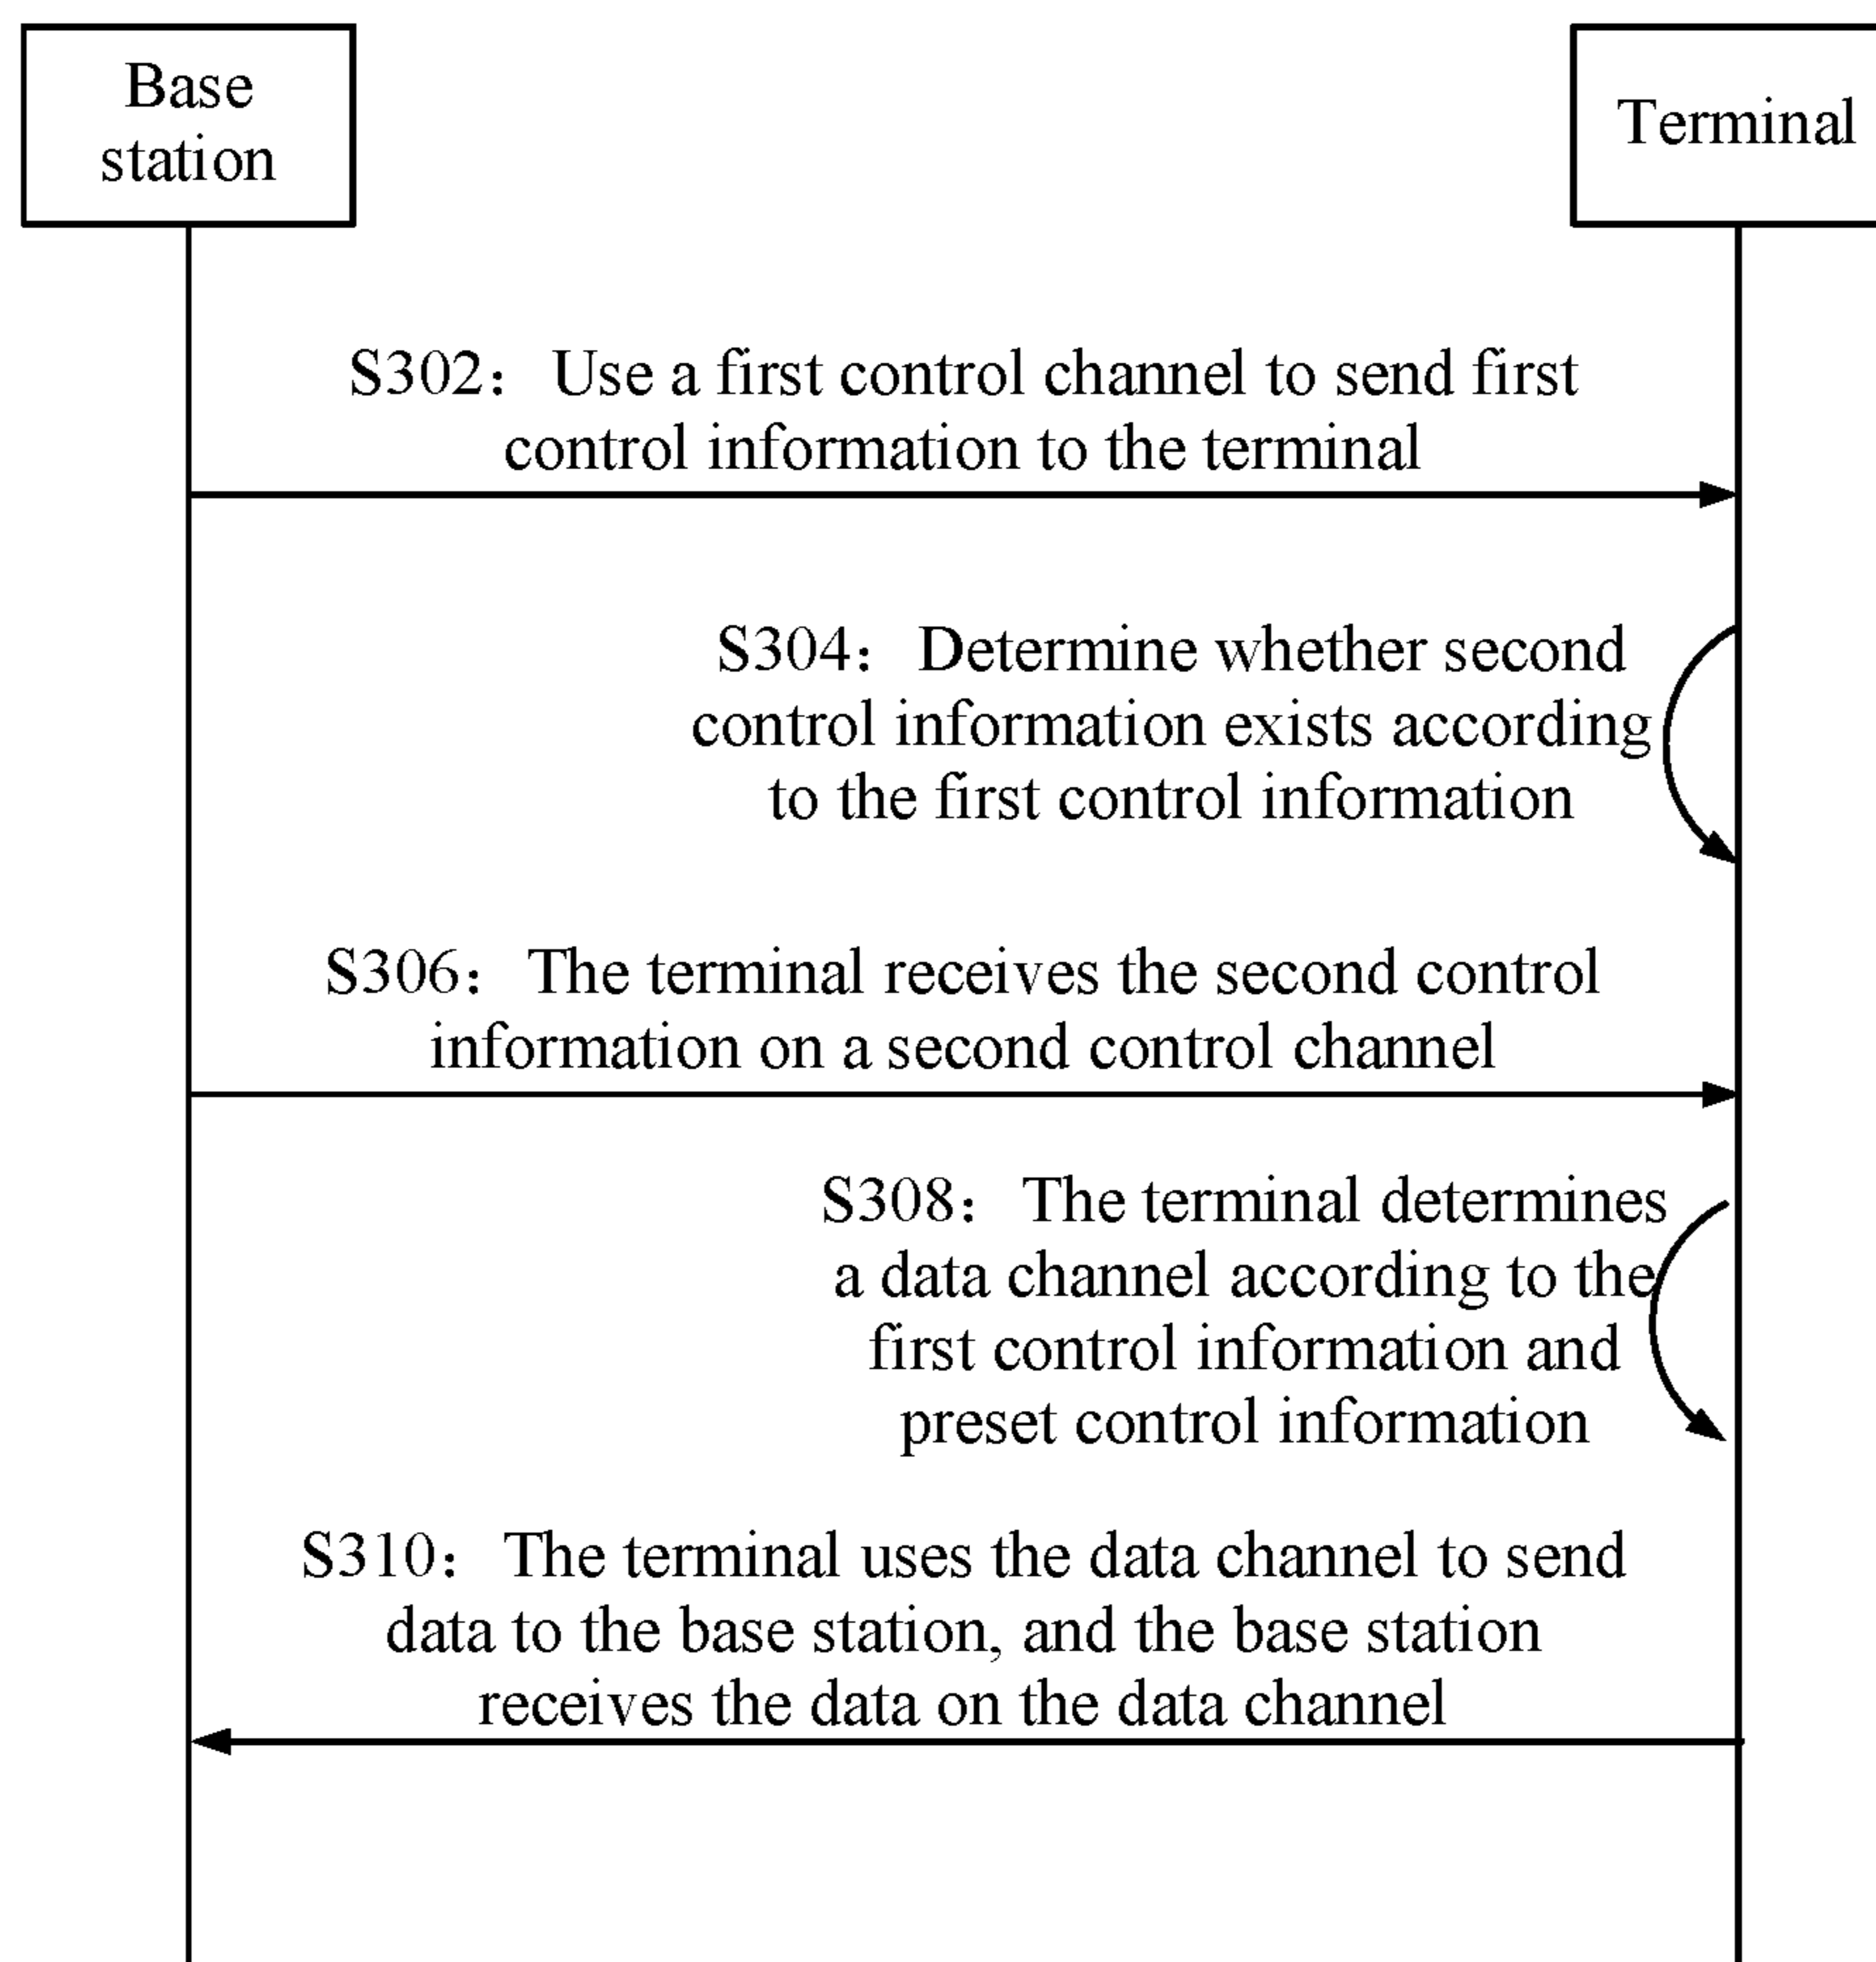 Base
station
Terminal
S302： Use a first control channel to send first
control information to the terminal
S304： Determine whether second
control information exists according
to the first control information
S306： The terminal receives the second control
information on a second control channel
S308： The terminal determines
a data channel according to the
first control information and
preset control information
S310： The terminal uses the data channel to send
data to the base station, and the base station
receives the data on the data channel